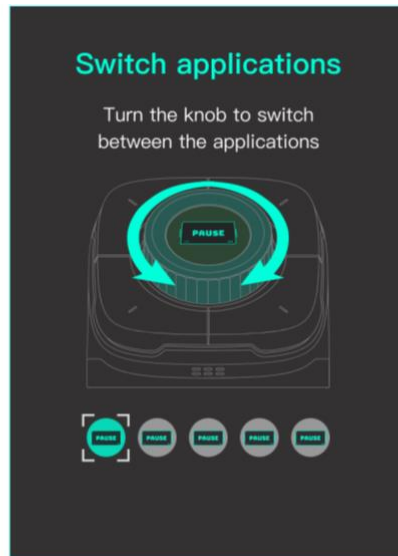 Switch applications
Turn the knob to switch
between the applications
PAUSE
PAUSE PAUSE PAUSE PAUSE PAUSE